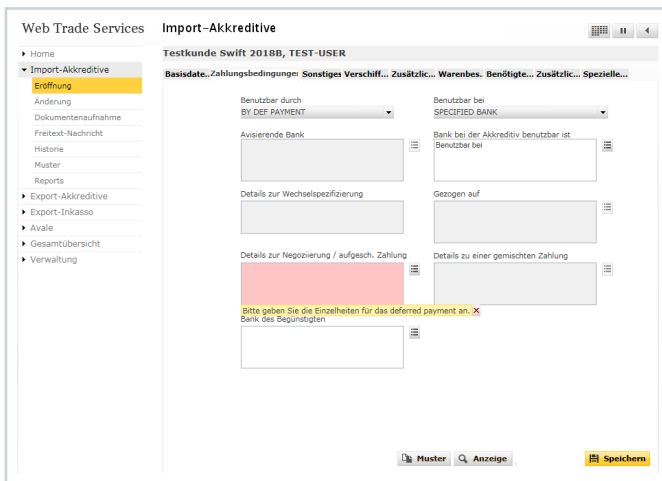 Web Trade Services
Import-Akkreditive
Home
Import-Akkreditive
Eröffnung
Änderung
Dokumentenaufnahme
Freitext-Nachricht
Historie
Muster
Reports
Export-Akkreditive
Export-Inkasso
Avale
Gesamtübersicht
Verwaltung
Testkunde Swift 2018B, TEST-USER
Basisdate... Zahlungsbedingungen Sonstiges Verschiff... Zusätzlic... Warenbes. Benötigte... Zusätzlic... Spezielle...
Benutzbar durch
BY DEF PAYMENT
Benutzbar bei
SPECIFIED BANK
Avisierende Bank
Bank bei der Akkreditiv benutzbar ist
Benutzbar bei
Details zur Wechselspezifizierung
Gezogen auf
Details zur Negoziierung / aufgesch. Zahlung
Details zu einer gemischten Zahlung
Bitte geben Sie die Einzelheiten für das deferred payment an.
Bank des Begünstigten
Muster
Anzeige
Speichern